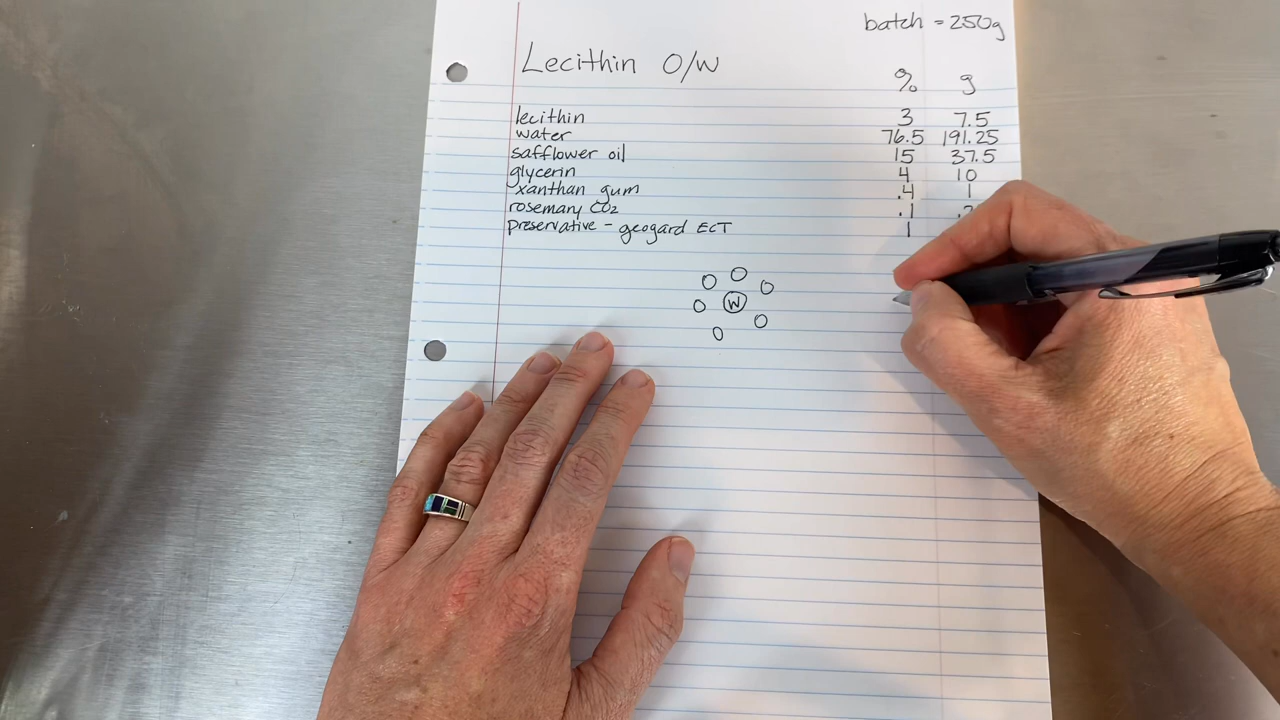 batch = 250g
Lecithin O/W
% g
lecithin 3 7.5
water 76.5 191.25
safflower oil 15 37.5
glycerin 4 10
xanthan gum .4 1
rosemary CO2 .1
preservative - geogard ECT 1
W